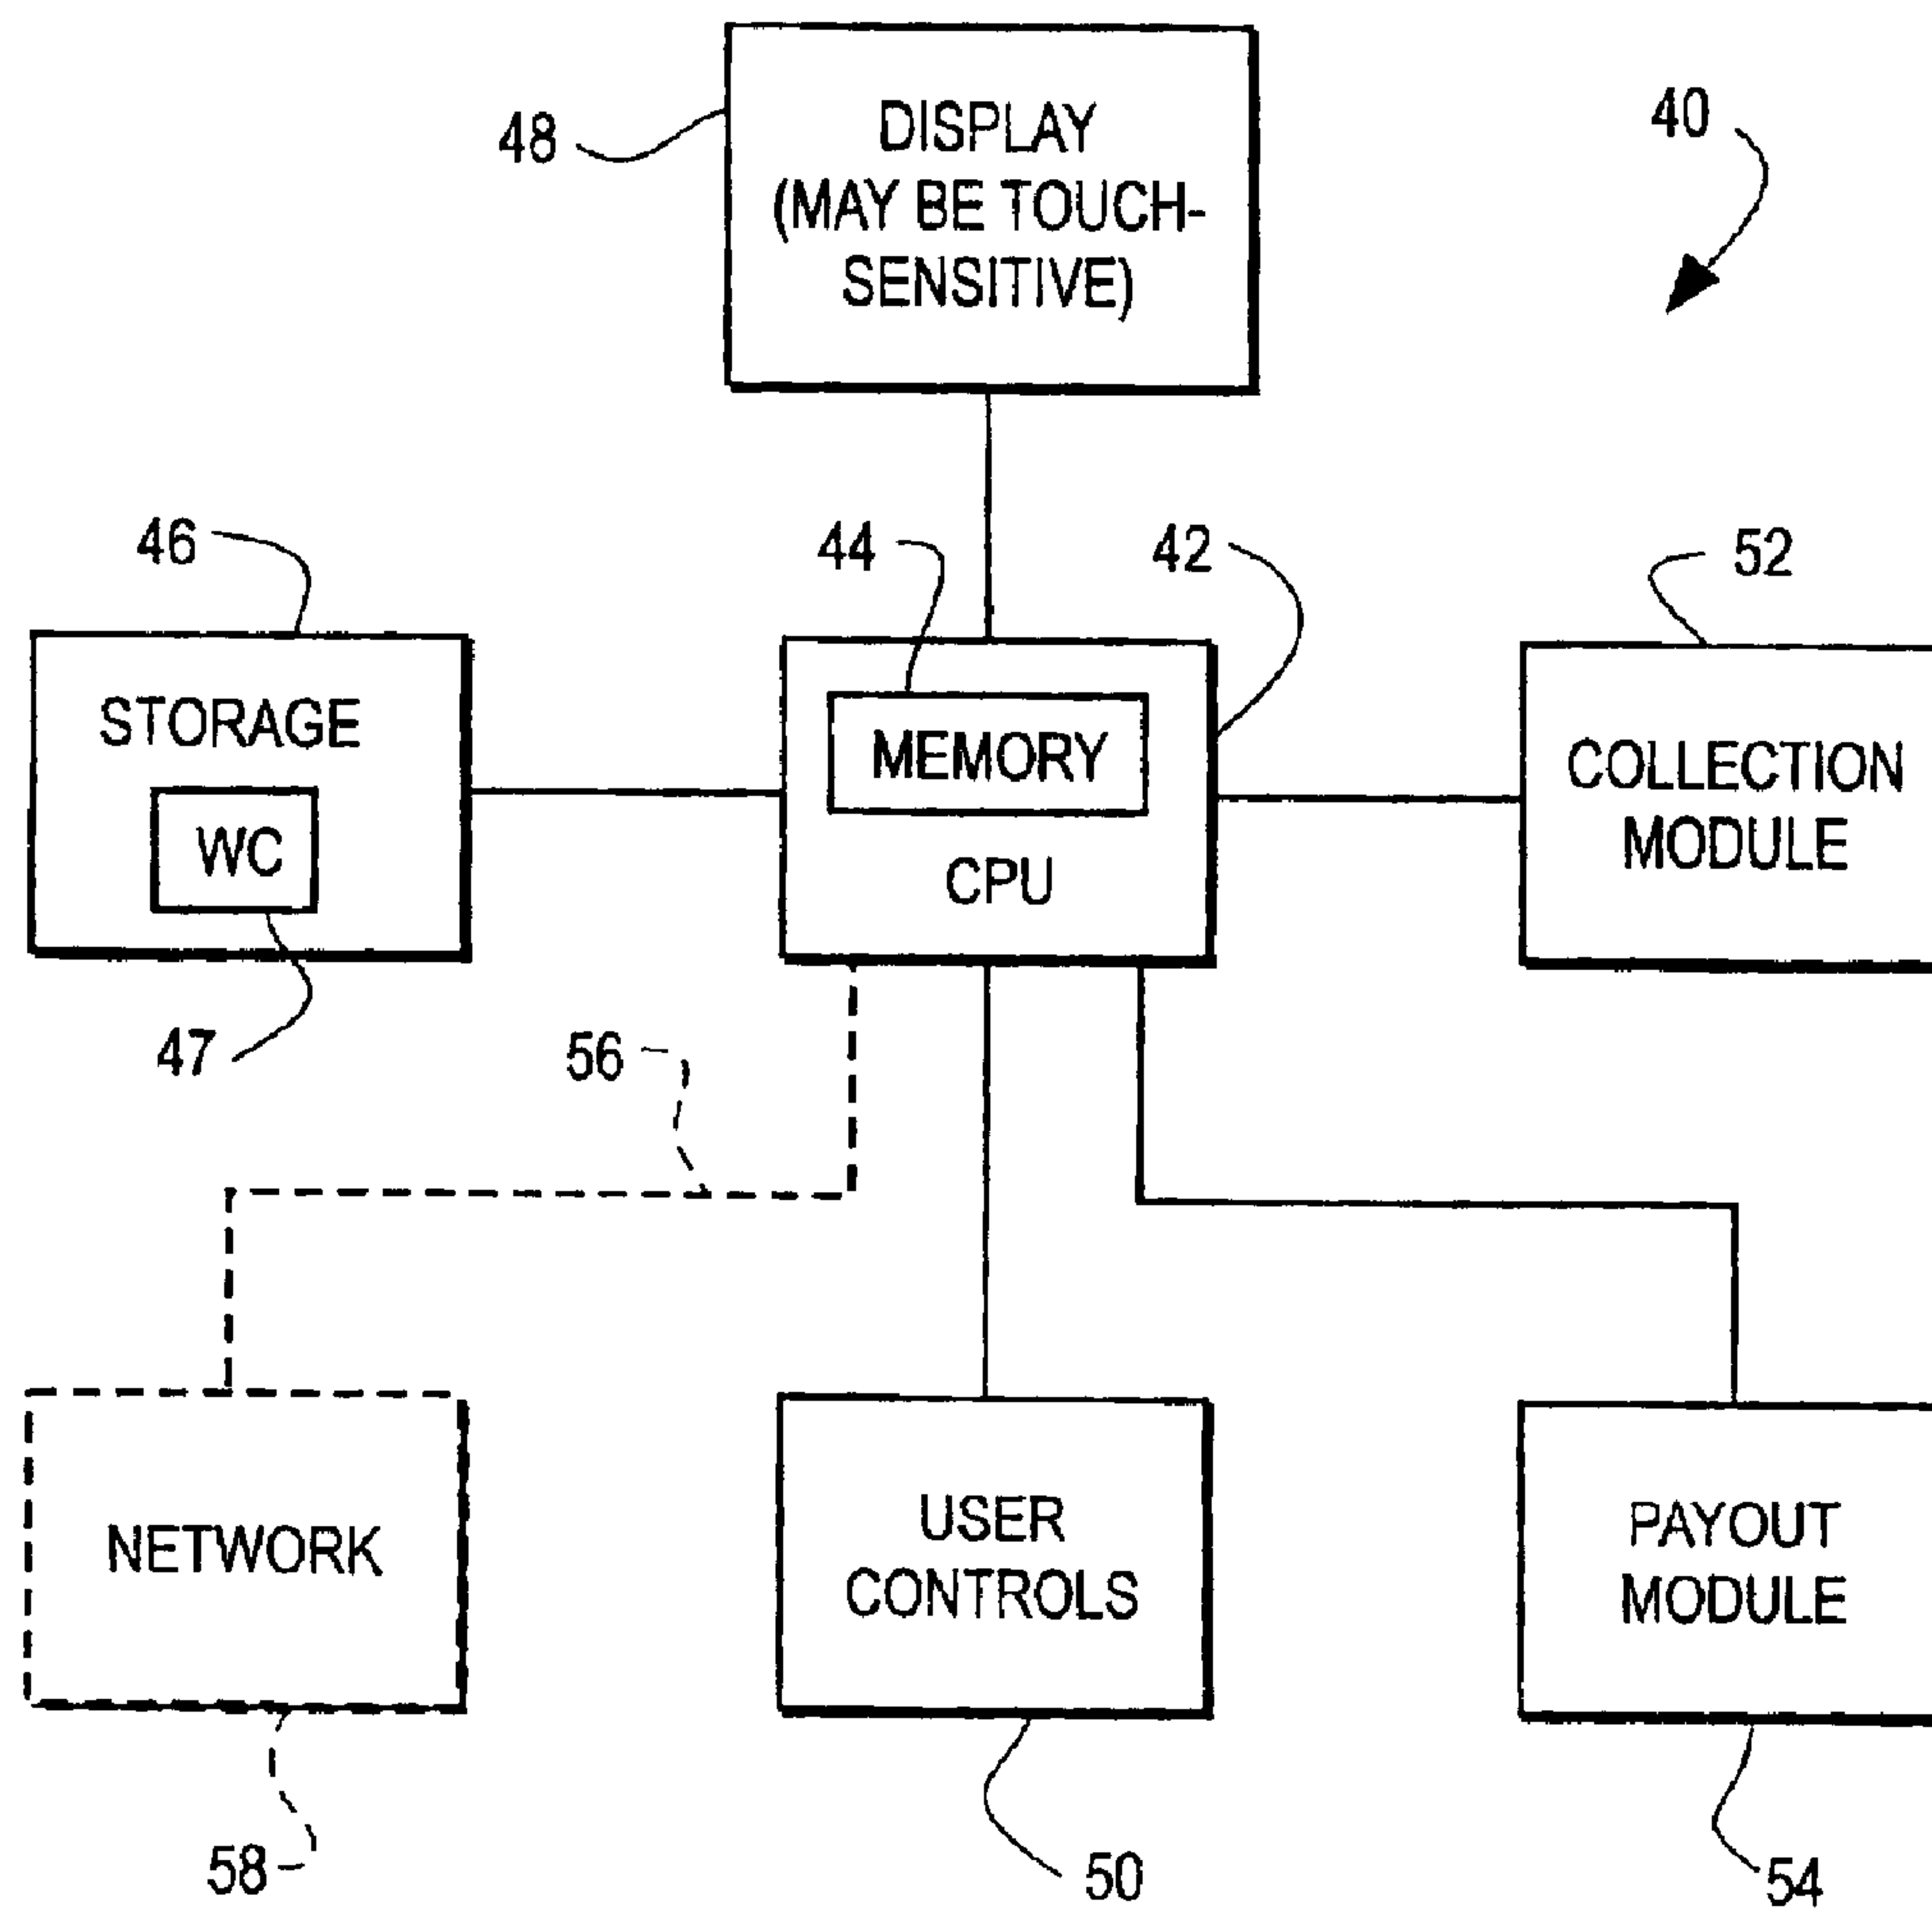 DISPLAY
(MAY BE TOUCH-
SENSITIVE)
48
40
46
44
42
52
STORAGE
WC
MEMORY
CPU
COLLECTION
MODULE
47
56
NETWORK
USER
CONTROLS
PAYOUT
MODULE
58
50
54